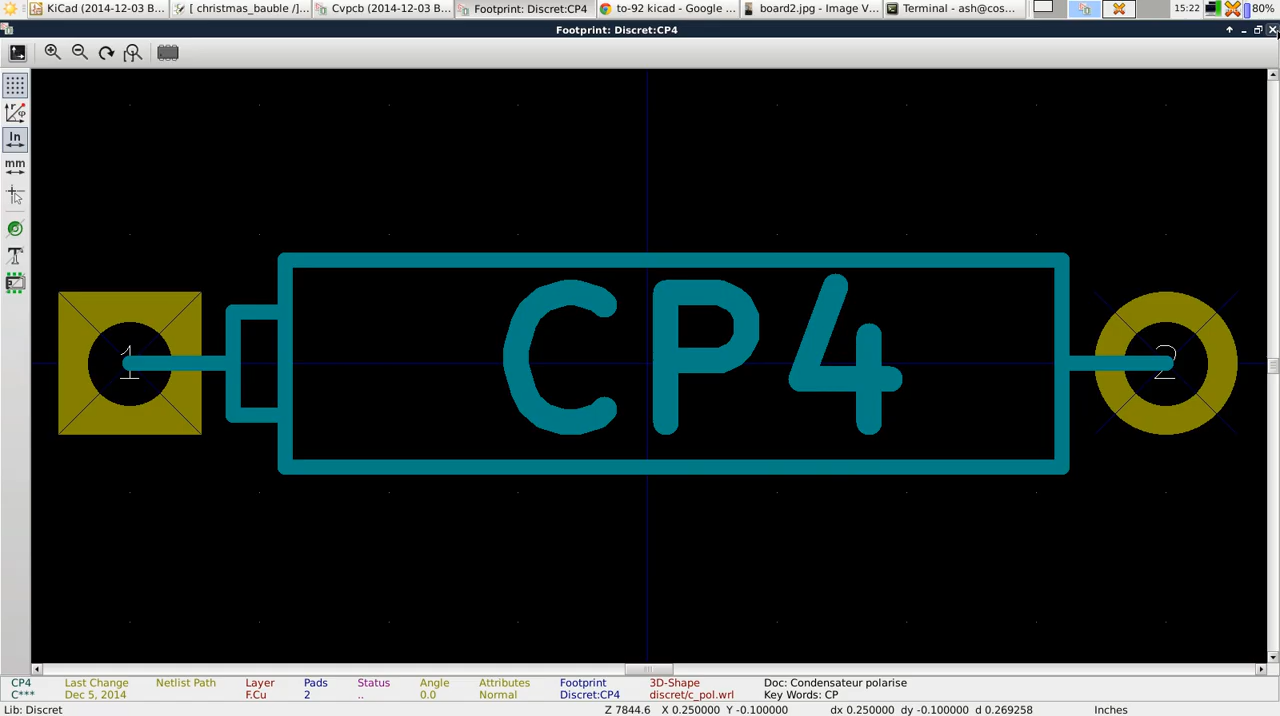 KiCad (2014-12-03 B...
[ christmas_bauble /]...
Cvpcb (2014-12-03 B...
Footprint: Discret:CP4
to-92 kicad - Google ...
board2.jpg - Image V...
Terminal - ash@cos...
15:22
80%
Footprint: Discret:CP4
In
mm
1
CP4
2
CP4 Last Change Netlist Path Layer Pads Status Angle Attributes Footprint 3D-Shape Doc: Condensateur polarise
C*** Dec 5, 2014 F.Cu 2 .. 0.0 Normal Discret:CP4 discret/c_pol.wrl Key Words: CP
Lib: Discret Z 7844.6 X 0.250000 Y -0.100000 dx 0.250000 dy -0.100000 d 0.269258 Inches